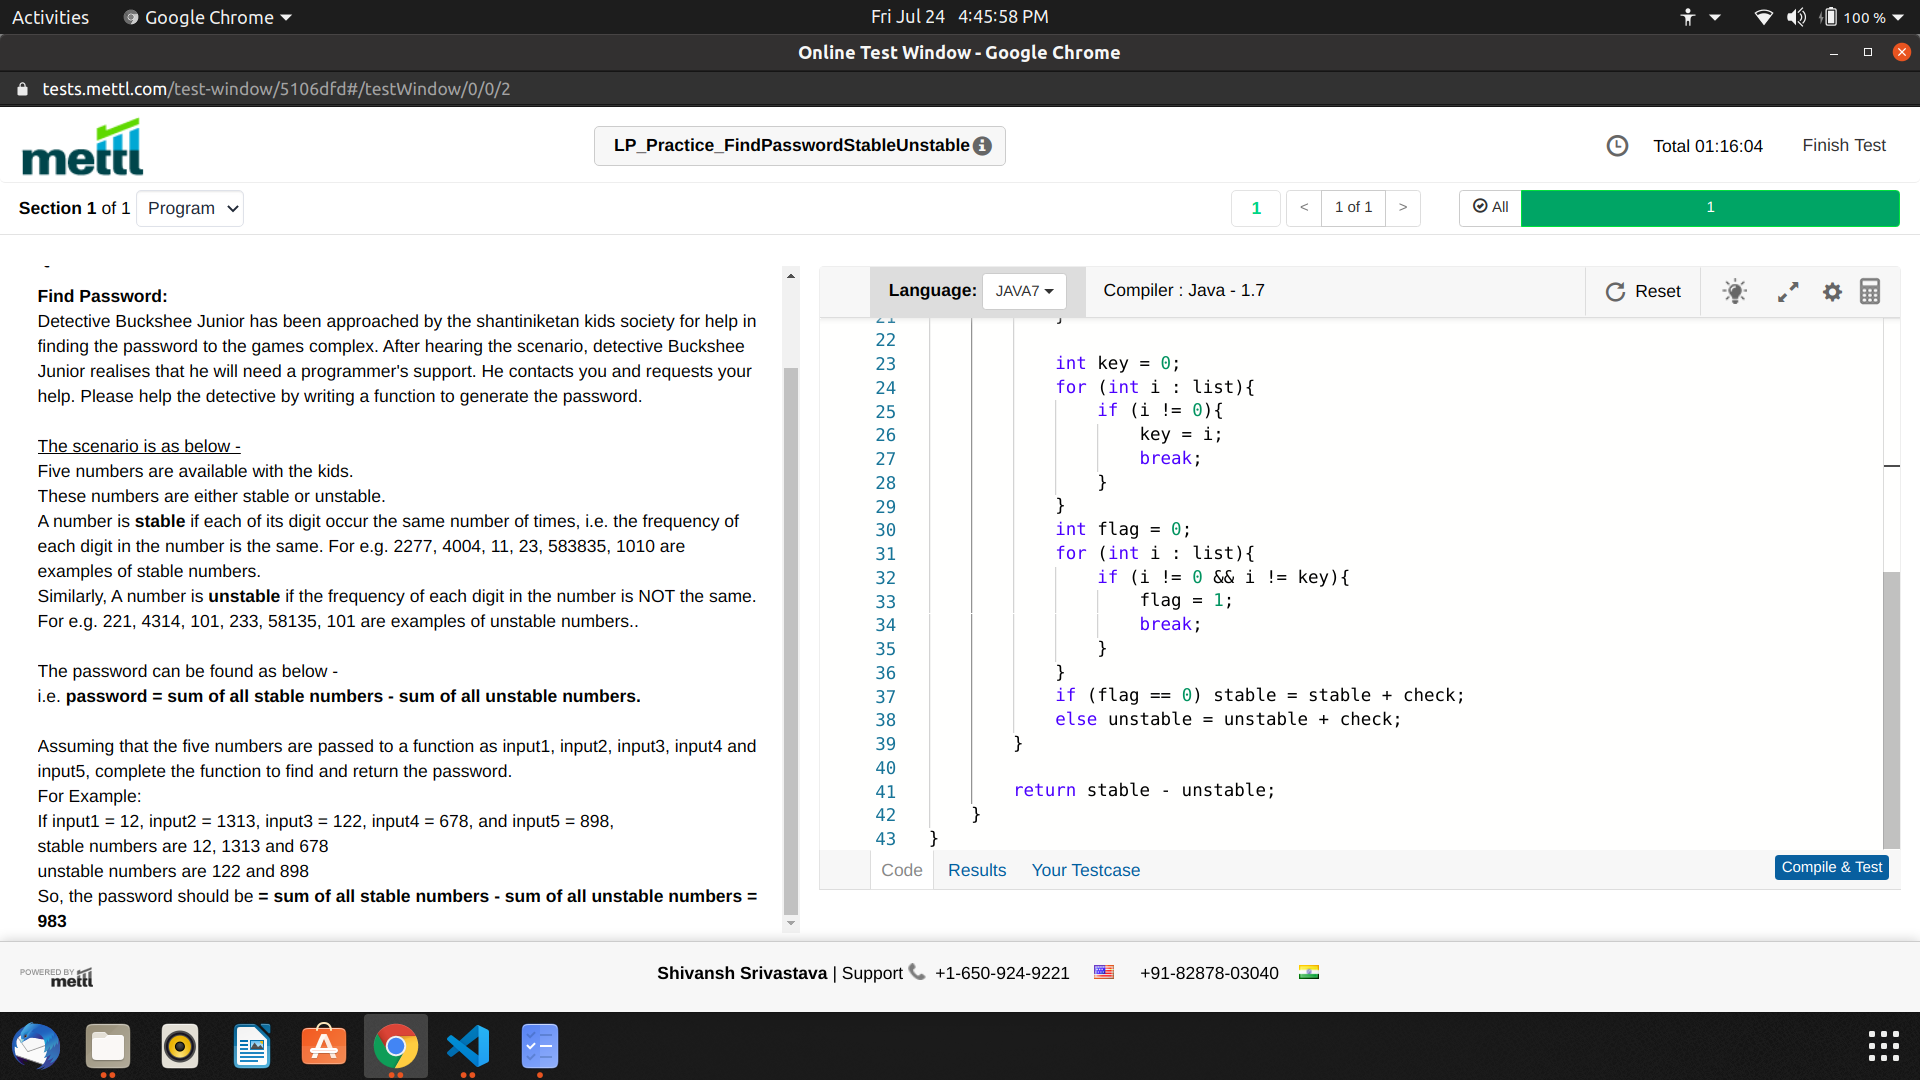 Activities
Google Chrome
Fri Jul 24 4:45:58 PM
100 %
Online Test Window - Google Chrome
tests.mettl.com/test-window/5106dfd#/testWindow/0/0/2
mettl
LP_Practice_FindPasswordStableUnstable
Total 01:16:04
Finish Test
Section 1 of 1
Program
1
<
1 of 1
>
All
1
Find Password:
Detective Buckshee Junior has been approached by the shantiniketan kids society for help in
finding the password to the games complex. After hearing the scenario, detective Buckshee
Junior realises that he will need a programmer's support. He contacts you and requests your
help. Please help the detective by writing a function to generate the password.
The scenario is as below -
Five numbers are available with the kids.
These numbers are either stable or unstable.
A number is stable if each of its digit occur the same number of times, i.e. the frequency of
each digit in the number is the same. For e.g. 2277, 4004, 11, 23, 583835, 1010 are
examples of stable numbers.
Similarly, A number is unstable if the frequency of each digit in the number is NOT the same.
For e.g. 221, 4314, 101, 233, 58135, 101 are examples of unstable numbers..
The password can be found as below -
i.e. password = sum of all stable numbers - sum of all unstable numbers.
Assuming that the five numbers are passed to a function as input1, input2, input3, input4 and
input5, complete the function to find and return the password.
For Example:
If input1 = 12, input2 = 1313, input3 = 122, input4 = 678, and input5 = 898,
stable numbers are 12, 1313 and 678
unstable numbers are 122 and 898
So, the password should be = sum of all stable numbers - sum of all unstable numbers =
983
Language:
JAVA7
Compiler : Java - 1.7
Reset
21 }
22
23 int key = 0;
24 for (int i : list){
25 if (i != 0){
26 key = i;
27 break;
28 }
29 }
30 int flag = 0;
31 for (int i : list){
32 if (i != 0 && i != key){
33 flag = 1;
34 break;
35 }
36 }
37 if (flag == 0) stable = stable + check;
38 else unstable = unstable + check;
39 }
40
41 return stable - unstable;
42 }
43 }
Code
Results
Your Testcase
Compile & Test
POWERED BY
mettl
Shivansh Srivastava | Support +1-650-924-9221 +91-82878-03040